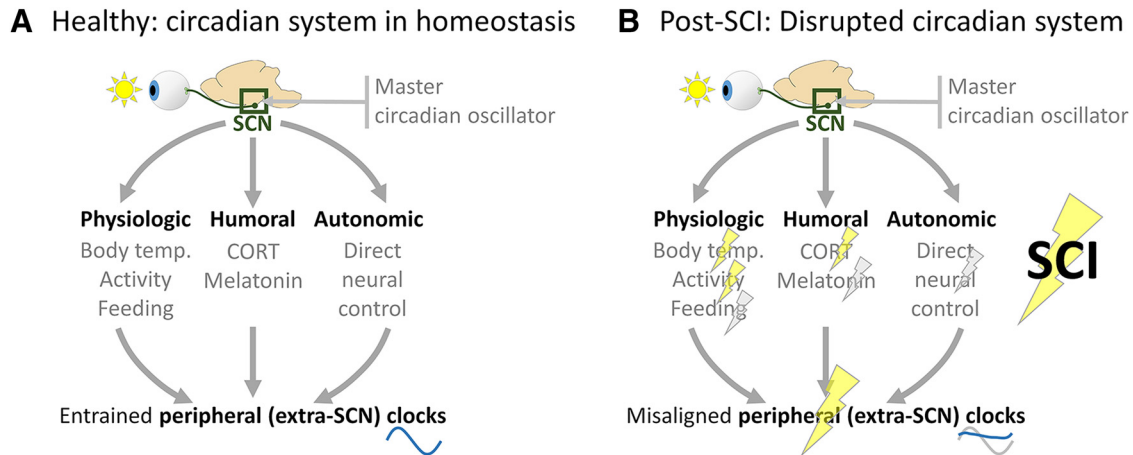 A Healthy: circadian system in homeostasis
Master
circadian oscillator
SCN
Physiologic Humoral Autonomic
Body temp. CORT Direct
Activity Melatonin neural
Feeding control
Entrained peripheral (extra-SCN) clocks
B Post-SCI: Disrupted circadian system
Master
circadian oscillator
SCN
Physiologic Humoral Autonomic
Body temp. CORT Direct
Activity Melatonin neural
Feeding control
SCI
Misaligned peripheral (extra-SCN) clocks